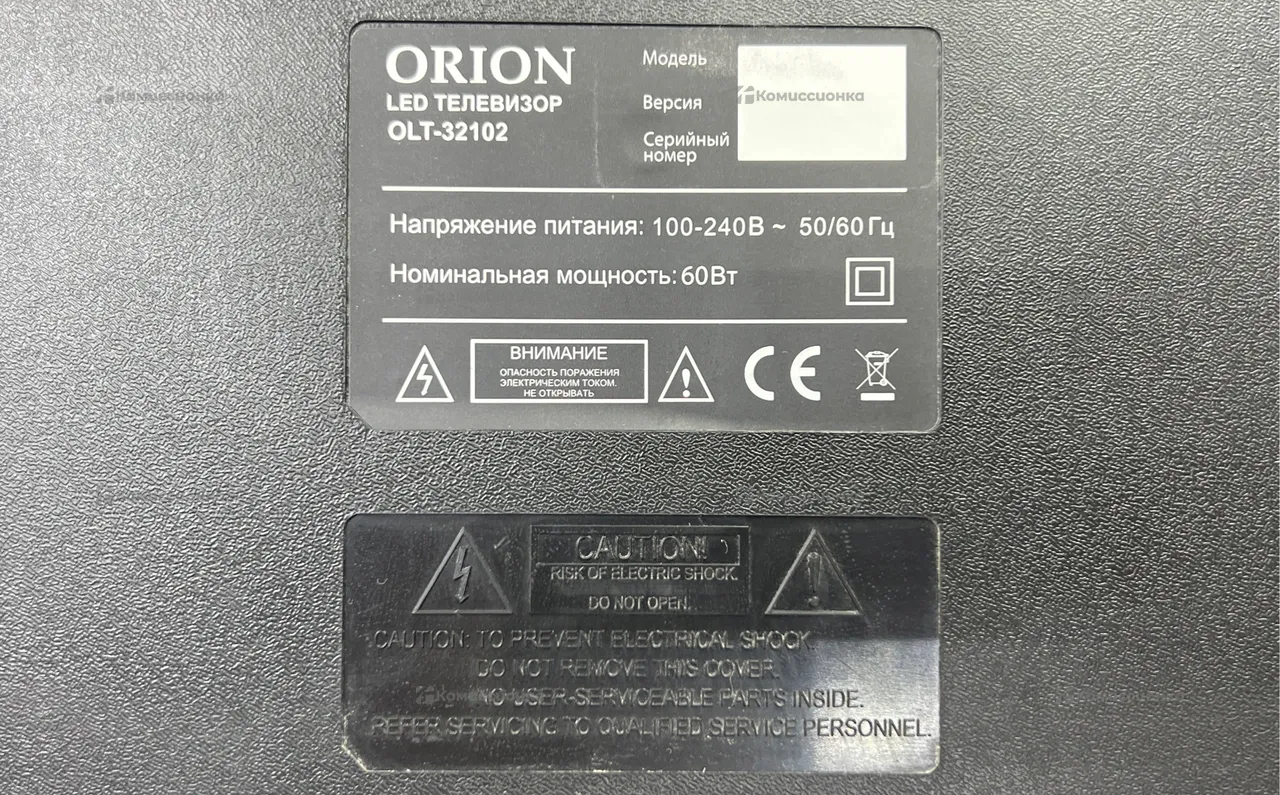 ORION
LED ТЕЛЕВИЗОР
OLT-32102
Модель
Версия
Серийный
номер
Комиссионка
Комиссионка
Напряжение питания: 100-240В ~ 50/60Гц
Номинальная мощность: 60Вт
ВНИМАНИЕ
ОПАСНОСТЬ ПОРАЖЕНИЯ
ЭЛЕКТРИЧЕСКИМ ТОКОМ.
НЕ ОТКРЫВАТЬ
CE
CAUTION!
RISK OF ELECTRIC SHOCK.
DO NOT OPEN.
CAUTION: TO PREVENT ELECTRICAL SHOCK.
DO NOT REMOVE THIS COVER.
NO USER-SERVICEABLE PARTS INSIDE.
REFER SERVICING TO QUALIFIED SERVICE PERSONNEL.